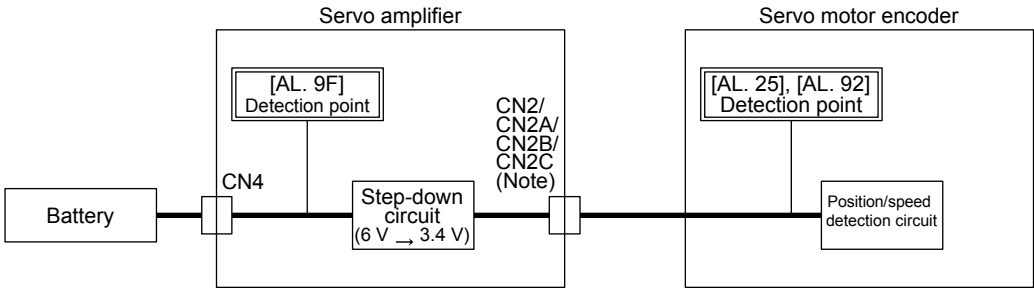 Servo amplifier
Servo motor encoder
[AL. 9F]
Detection point
[AL. 25], [AL. 92]
Detection point
CN2/
CN2A/
CN2B/
CN2C
(Note)
CN4
Battery
Step-down
circuit
(6 V → 3.4 V)
Position/speed
detection circuit